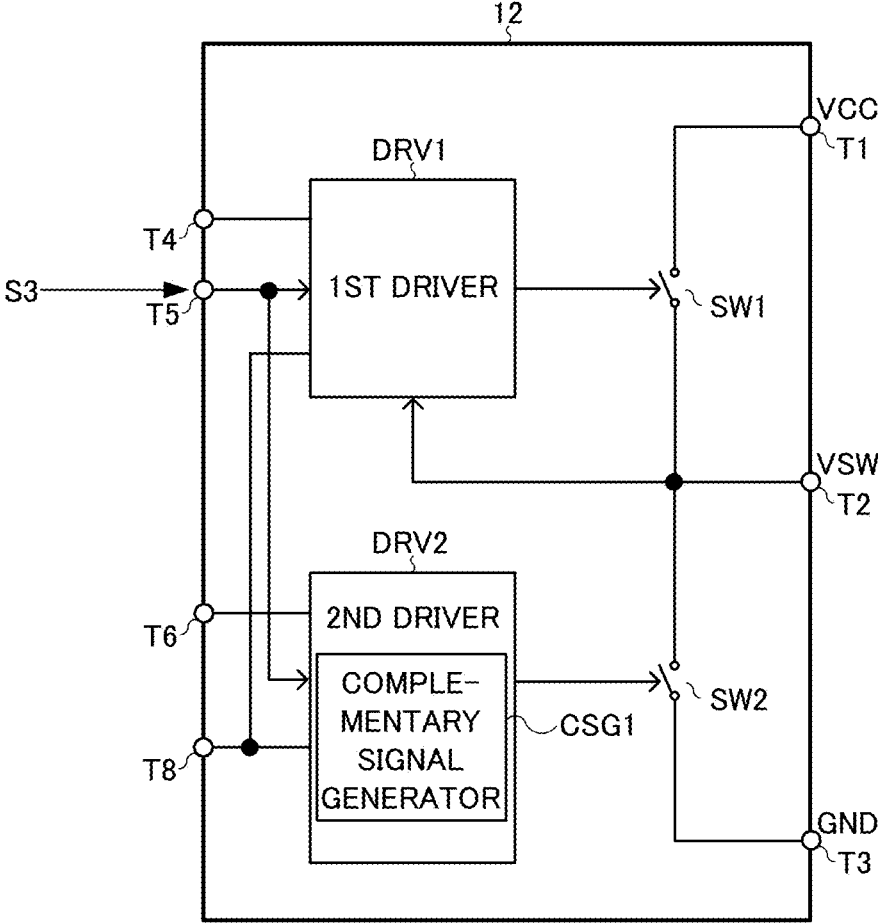 12
VCC
T1
DRV1
T4
S3
T5
1ST DRIVER
SW1
VSW
T2
DRV2
T6
2ND DRIVER
COMPLE-
MENTARY
SIGNAL
GENERATOR
SW2
CSG1
T8
GND
T3